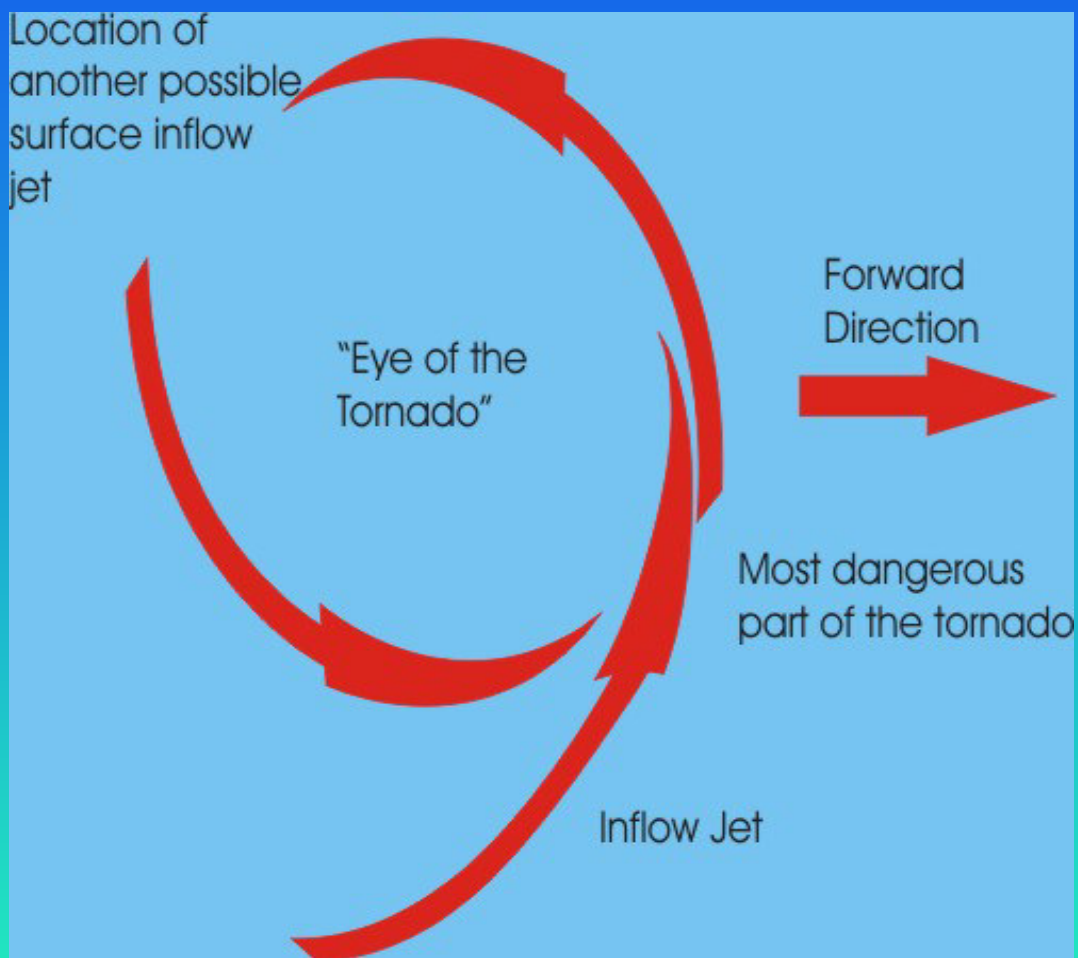 Location of
another possible
surface inflow
jet
Forward
Direction
“Eye of the
Tornado”
Most dangerous
part of the tornado
Inflow Jet